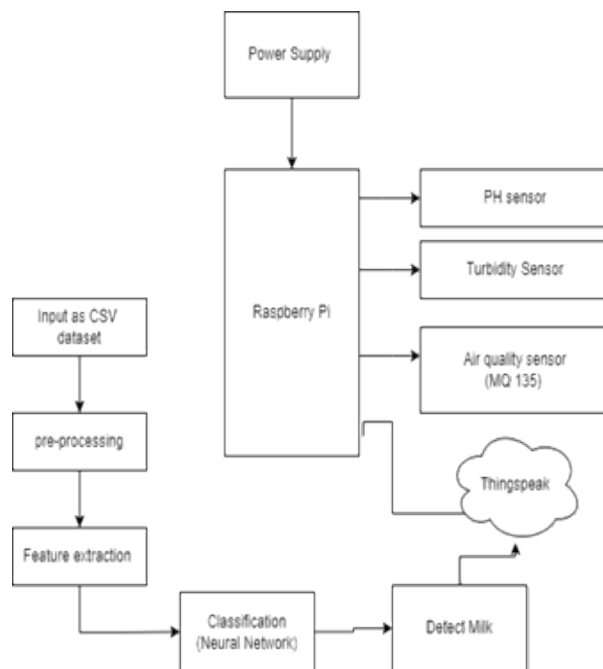 Power Supply
PH sensor
Turbidity Sensor
Raspberry Pi
Air quality sensor
(MQ 135)
Input as CSV
dataset
pre-processing
Thingspeak
Feature extraction
Classification
(Neural Network)
Detect Milk